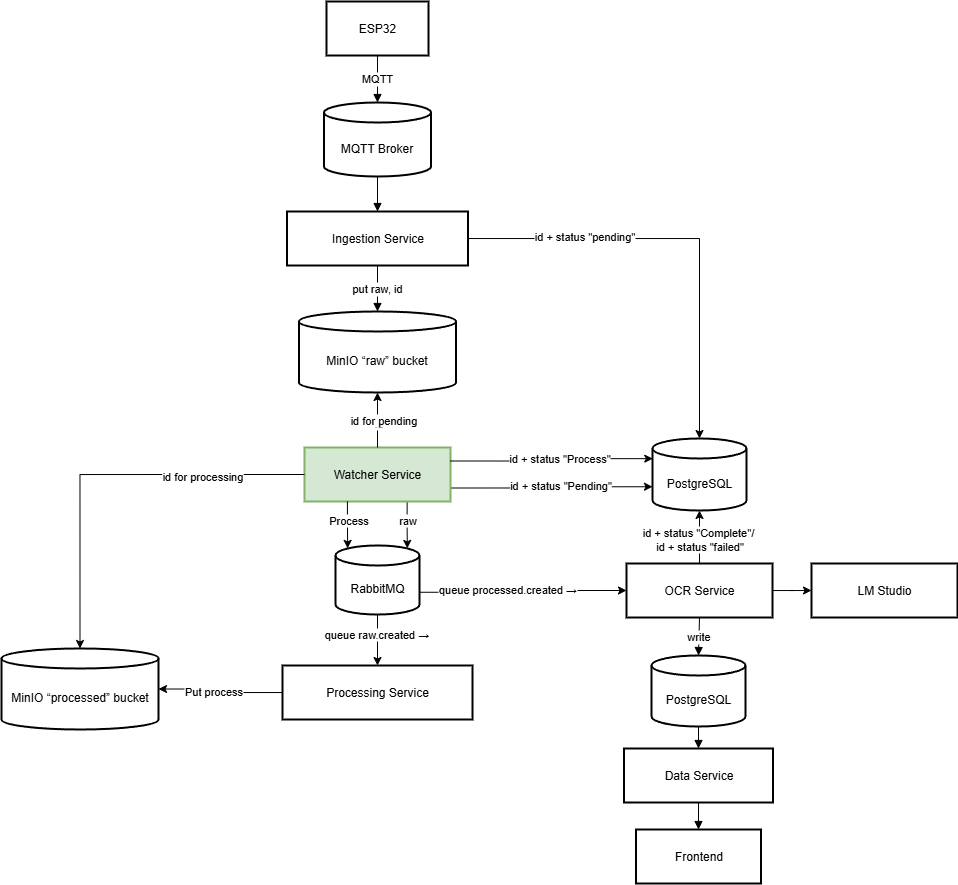 ESP32
MQTT
MQTT Broker
Ingestion Service
id + status "pending"
put raw, id
MinIO “raw” bucket
id for pending
Watcher Service
id + status "Process"
id + status "Pending"
PostgreSQL
id for processing
Process
raw
RabbitMQ
queue processed.created →
id + status "Complete"/
id + status "failed"
OCR Service
LM Studio
queue raw.created →
write
Processing Service
Put process
MinIO “processed” bucket
PostgreSQL
Data Service
Frontend